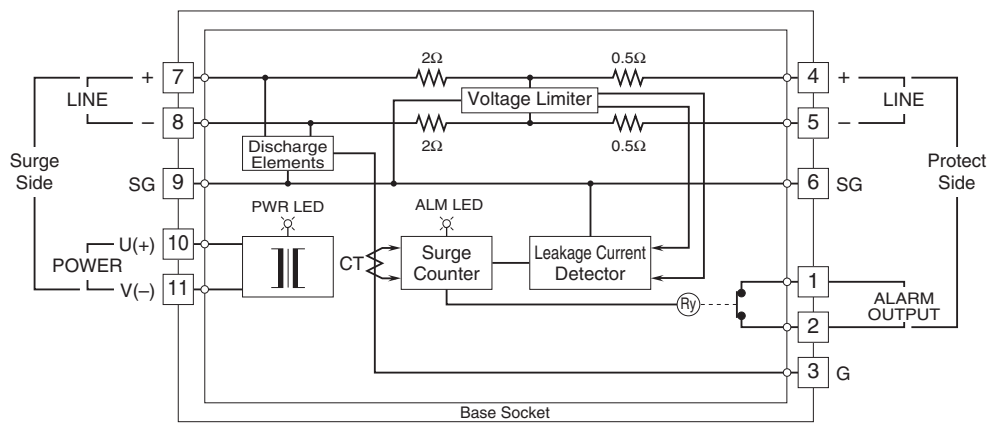 2Ω
0.5Ω
+
7
4
+
LINE
Voltage Limiter
LINE
–
8
5
–
Discharge
Elements
2Ω
0.5Ω
Surge
Side
Protect
Side
SG
9
6
SG
PWR LED
ALM LED
U(+)
10
POWER
CT
Surge
Counter
Leakage Current
Detector
V(–)
11
1
Ry
ALARM
OUTPUT
2
3
G
Base Socket